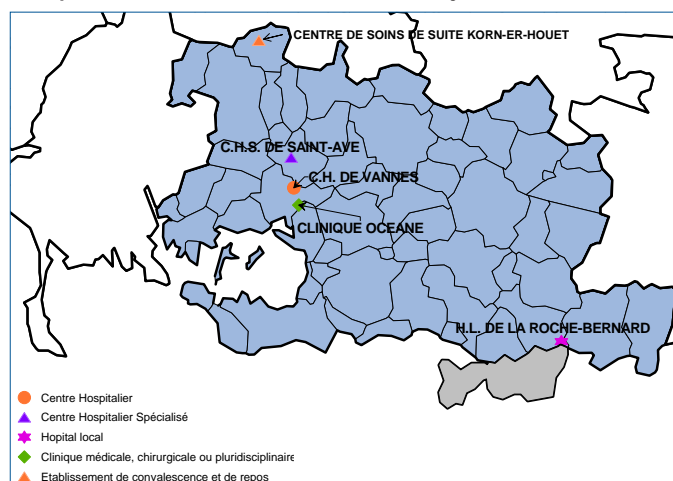 CENTRE DE SOINS DE SUITE KORN-ER-HOUET
C.H.S. DE SAINT-AVE
C.H. DE VANNES
CLINIQUE OCEANE
H.L. DE LA ROCHE-BERNARD
Centre Hospitalier
Centre Hospitalier Spécialisé
Hopital local
Clinique médicale, chirurgicale ou pluridisciplinaire
Etablissement de convalescence et de repos